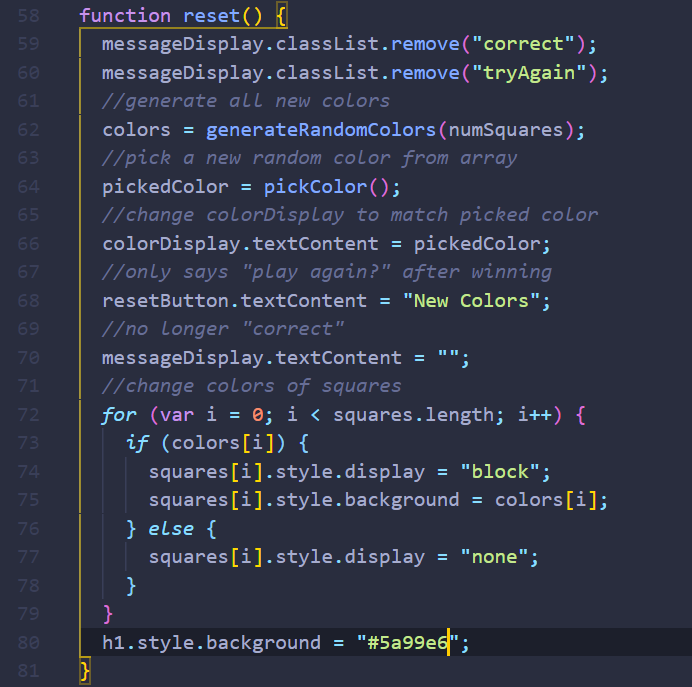 58 function reset() {
59 messageDisplay.classList.remove("correct");
60 messageDisplay.classList.remove("tryAgain");
61 //generate all new colors
62 colors = generateRandomColors(numSquares);
63 //pick a new random color from array
64 pickedColor = pickColor();
65 //change colorDisplay to match picked color
66 colorDisplay.textContent = pickedColor;
67 //only says "play again?" after winning
68 resetButton.textContent = "New Colors";
69 //no longer "correct"
70 messageDisplay.textContent = "";
71 //change colors of squares
72 for (var i = 0; i < squares.length; i++) {
73 if (colors[i]) {
74 squares[i].style.display = "block";
75 squares[i].style.background = colors[i];
76 } else {
77 squares[i].style.display = "none";
78 }
79 }
80 h1.style.background = "#5a99e6";
81 }